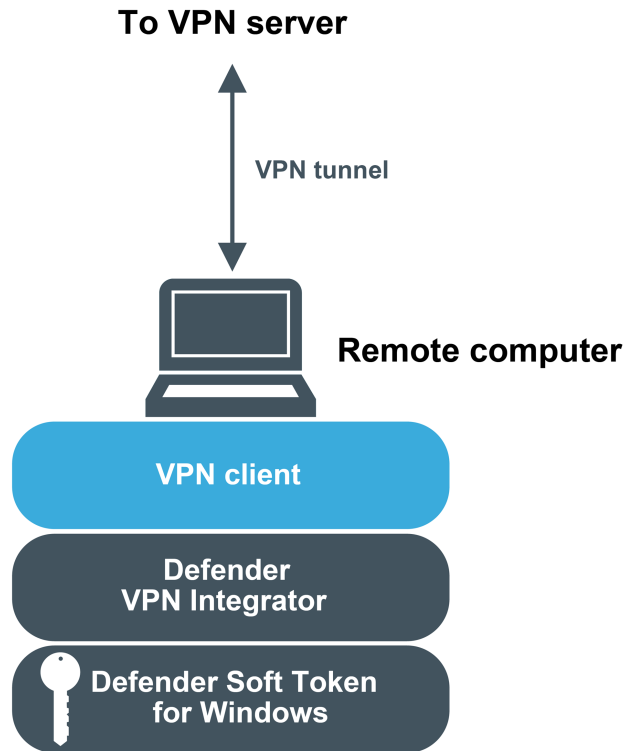 To VPN server
VPN tunnel
Remote computer
VPN client
Defender
VPN Integrator
Defender Soft Token
for Windows